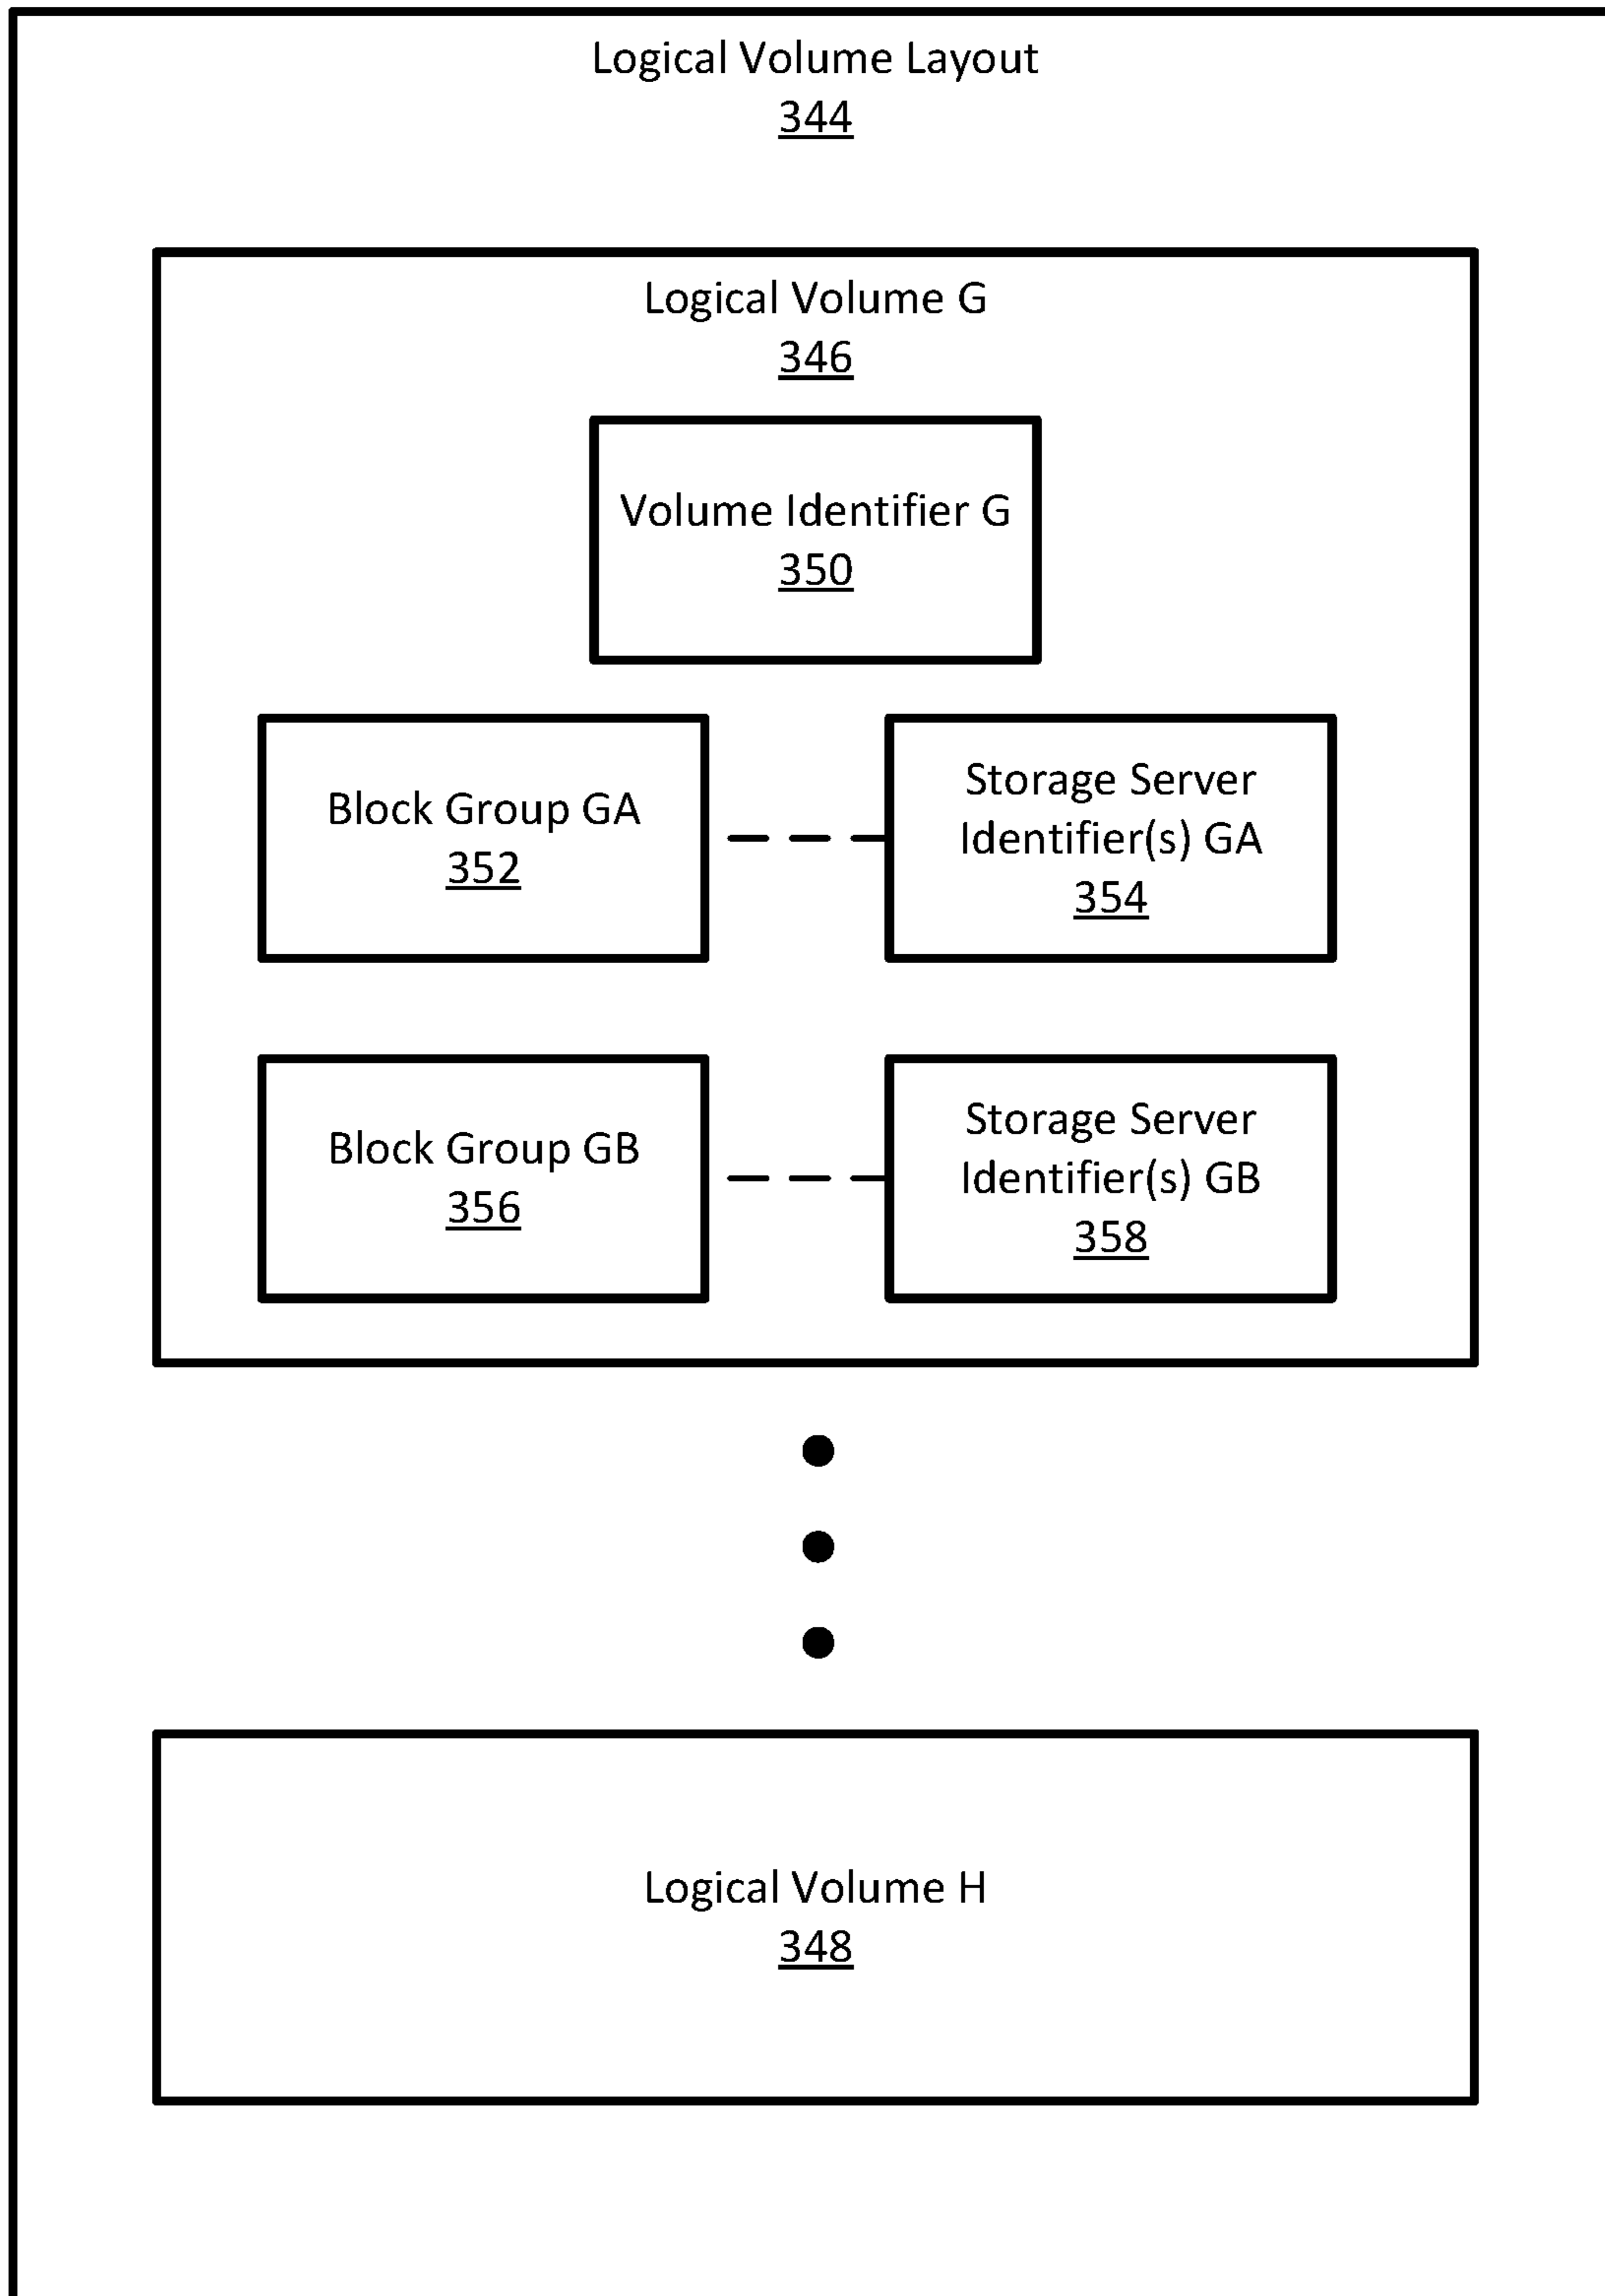 Logical Volume Layout
344
Logical Volume G
346
Volume Identifier G
350
Block Group GA
352
Storage Server
Identifier(s) GA
354
Block Group GB
356
Storage Server
Identifier(s) GB
358
Logical Volume H
348